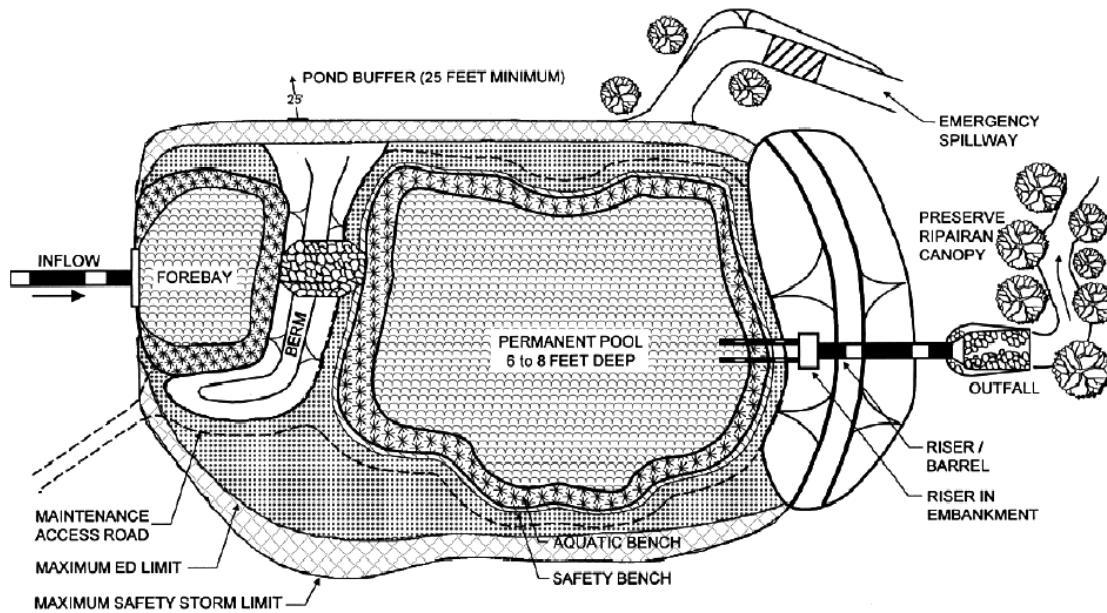 POND BUFFER (25 FEET MINIMUM)
25'
EMERGENCY
SPILLWAY
PRESERVE
RIPAIRAN
CANOPY
INFLOW
FOREBAY
BERM
PERMANENT POOL
6 to 8 FEET DEEP
OUTFALL
RISER /
BARREL
RISER IN
EMBANKMENT
MAINTENANCE
ACCESS ROAD
AQUATIC BENCH
MAXIMUM ED LIMIT
SAFETY BENCH
MAXIMUM SAFETY STORM LIMIT